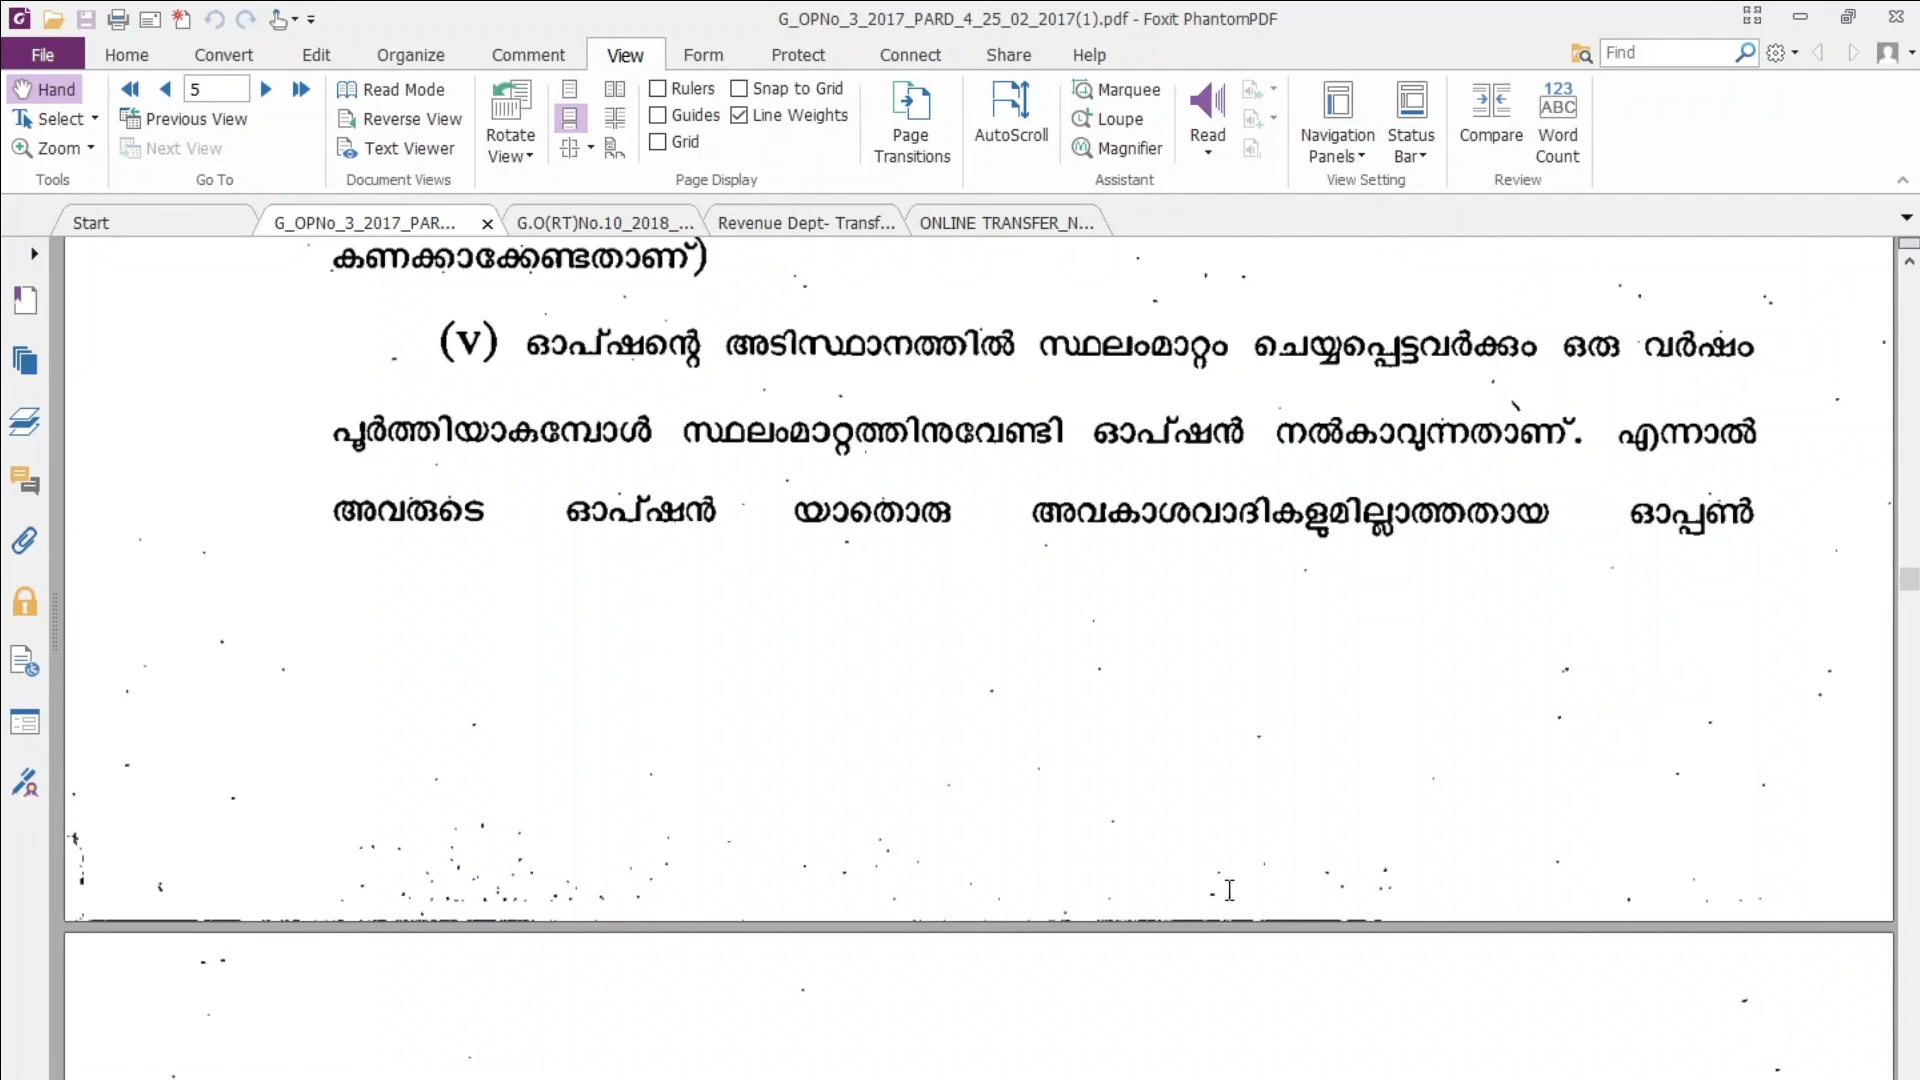 G_OPNo_3_2017_PARD_4_25_02_2017(1).pdf - Foxit PhantomPDF
File Home Convert Edit Organize Comment View Form Protect Connect Share Help Find
Hand 5 Read Mode Rulers Snap to Grid Marquee 123
Select Previous View Reverse View Guides Line Weights Loupe ABC
Zoom Next View Text Viewer Grid Magnifier
Rotate View Page Transitions AutoScroll Read Navigation Panels Status Bar Compare Word Count
Tools Go To Document Views Page Display Assistant View Setting Review
Start G_OPNo_3_2017_PAR... G.O(RT)No.10_2018_... Revenue Dept- Transf... ONLINE TRANSFER_N...
കണക്കാക്കേണ്ടതാണ്)
(v) ഓപ്ഷന്റെ അടിസ്ഥാനത്തിൽ സ്ഥലംമാറ്റം ചെയ്യപ്പെട്ടവർക്കും ഒരു വർഷം
പൂർത്തിയാകുമ്പോൾ സ്ഥലംമാറ്റത്തിനുവേണ്ടി ഓപ്ഷൻ നൽകാവുന്നതാണ്. എന്നാൽ
അവരുടെ ഓപ്ഷൻ യാതൊരു അവകാശവാദികളുമില്ലാത്തതായ ഓപ്പൺ